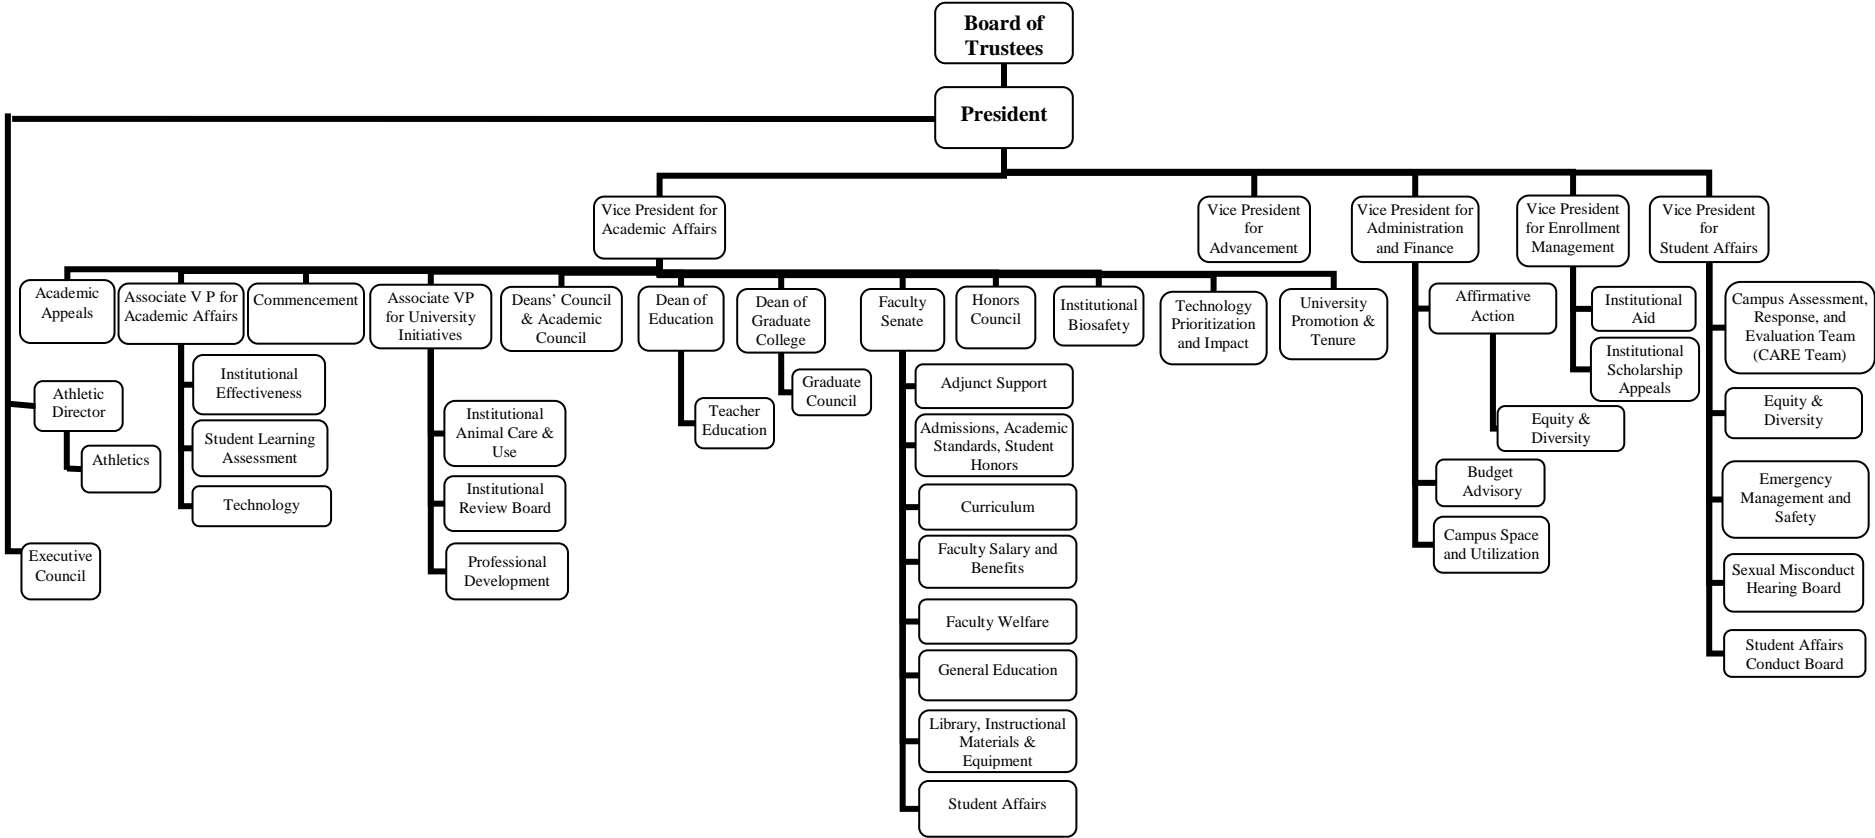 Board of
Trustees
President
Vice President for
Academic Affairs
Vice President
for
Advancement
Vice President for
Administration
and Finance
Vice President
for Enrollment
Management
Vice President
for
Student Affairs
Academic
Appeals
Associate V P for
Academic Affairs
Commencement
Associate VP
for University
Initiatives
Deans’ Council
& Academic
Council
Dean of
Education
Dean of
Graduate
College
Faculty
Senate
Honors
Council
Institutional
Biosafety
Technology
Prioritization
and Impact
University
Promotion &
Tenure
Affirmative
Action
Institutional
Aid
Campus Assessment,
Response, and
Evaluation Team
(CARE Team)
Institutional
Scholarship
Appeals
Athletic
Director
Athletics
Executive
Council
Institutional
Effectiveness
Student Learning
Assessment
Technology
Institutional
Animal Care &
Use
Institutional
Review Board
Professional
Development
Teacher
Education
Graduate
Council
Adjunct Support
Admissions, Academic
Standards, Student
Honors
Curriculum
Faculty Salary and
Benefits
Faculty Welfare
General Education
Library, Instructional
Materials &
Equipment
Student Affairs
Equity &
Diversity
Budget
Advisory
Campus Space
and Utilization
Equity &
Diversity
Emergency
Management and
Safety
Sexual Misconduct
Hearing Board
Student Affairs
Conduct Board